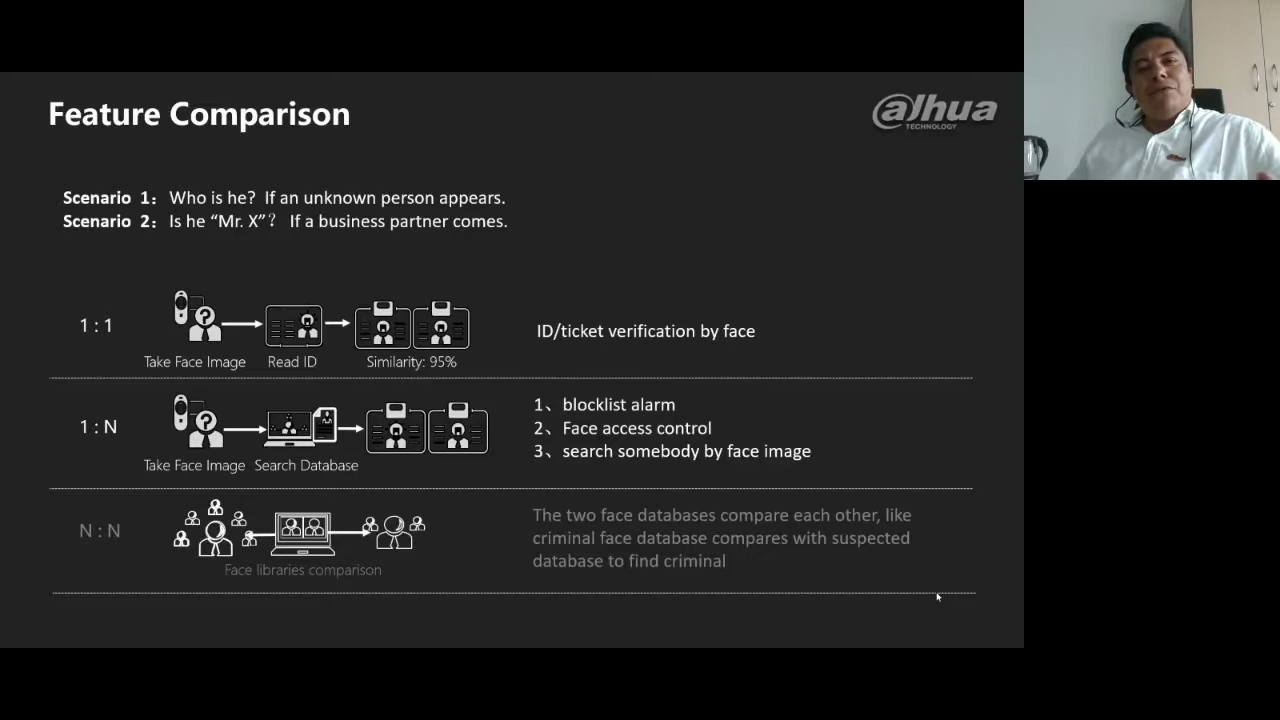 Feature Comparison
alhua
TECHNOLOGY
Scenario 1： Who is he? If an unknown person appears.
Scenario 2： Is he “Mr. X”？ If a business partner comes.
1 : 1
Take Face Image
Read ID
Similarity: 95%
ID/ticket verification by face
1 : N
Take Face Image
Search Database
1、 blocklist alarm
2、 Face access control
3、 search somebody by face image
N : N
Face libraries comparison
The two face databases compare each other, like
criminal face database compares with suspected
database to find criminal